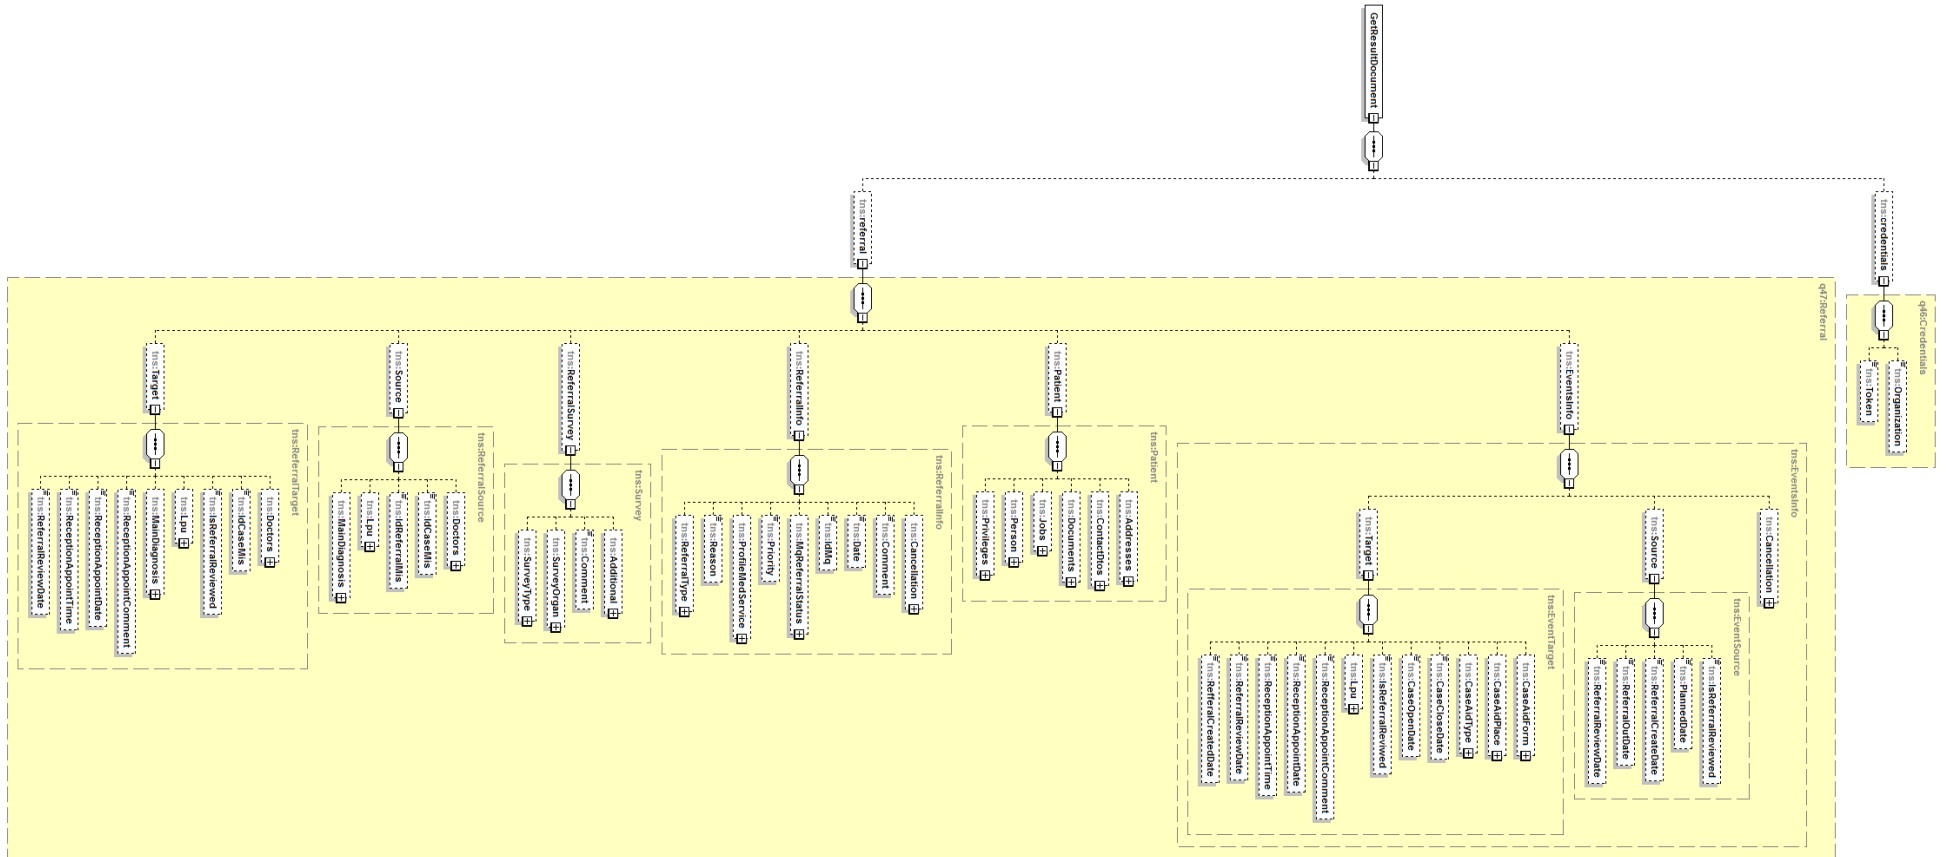 GetResultDocument
tns:credentials
q46:Credentials
tns:Organization
tns:Token
tns:referral
q47:Referral
tns:EventsInfo
tns:EventsInfo
tns:Cancellation
tns:Source
tns:EventSource
tns:IsReferralReviewed
tns:PlannedDate
tns:ReferralCreateDate
tns:ReferralOutDate
tns:ReferralReviewDate
tns:Target
tns:EventTarget
tns:CaseAidForm
tns:CaseAidPlace
tns:CaseAidType
tns:CaseCloseDate
tns:CaseOpenDate
tns:IsReferralReviwed
tns:Lpu
tns:ReceptionAppointComment
tns:ReceptionAppointDate
tns:ReceptionAppointTime
tns:ReferralReviewDate
tns:RefferalCreatedDate
tns:Patient
tns:Patient
tns:Addresses
tns:ContactDtos
tns:Documents
tns:Jobs
tns:Person
tns:Privileges
tns:ReferralInfo
tns:ReferralInfo
tns:Cancellation
tns:Comment
tns:Date
tns:IdMq
tns:MqReferralStatus
tns:Priority
tns:ProfileMedService
tns:Reason
tns:ReferralType
tns:ReferralSurvey
tns:Survey
tns:Additional
tns:Comment
tns:SurveyOrgan
tns:SurveyType
tns:Source
tns:ReferralSource
tns:Doctors
tns:IdCaseMis
tns:IdReferralMis
tns:Lpu
tns:MainDiagnosis
tns:Target
tns:ReferralTarget
tns:Doctors
tns:IdCaseMis
tns:IsReferralReviewed
tns:Lpu
tns:MainDiagnosis
tns:ReceptionAppointComment
tns:ReceptionAppointDate
tns:ReceptionAppointTime
tns:ReferralReviewDate